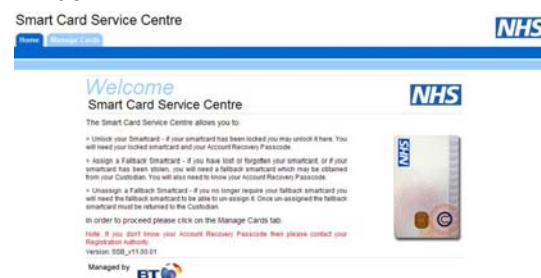 Smart Card Service Centre
NHS
Home Manage Cards
Welcome
NHS
Smart Card Service Centre
The Smart Card Service Centre allows you to:
» Unlock your Smartcard - if your smartcard has been locked you may unlock it here. You
will need your locked smartcard and your Account Recovery Passcode.
» Assign a Fallback Smartcard - if you have lost or forgotten your smartcard, or if your
smartcard has been stolen, you will need a fallback smartcard which may be obtained
from your Custodian. You will also need to know your Account Recovery Passcode.
» Unassign a Fallback Smartcard - if you no longer require your fallback smartcard you
will need the fallback smartcard to be able to un-assign it. Once un-assigned the fallback
smartcard must be returned to the Custodian.
NHS
In order to proceed please click on the Manage Cards tab.
Note: If you don't know your Account Recovery Passcode then please contact your
Registration Authority.
Version: SSB_v11.00.01
Managed by
BT